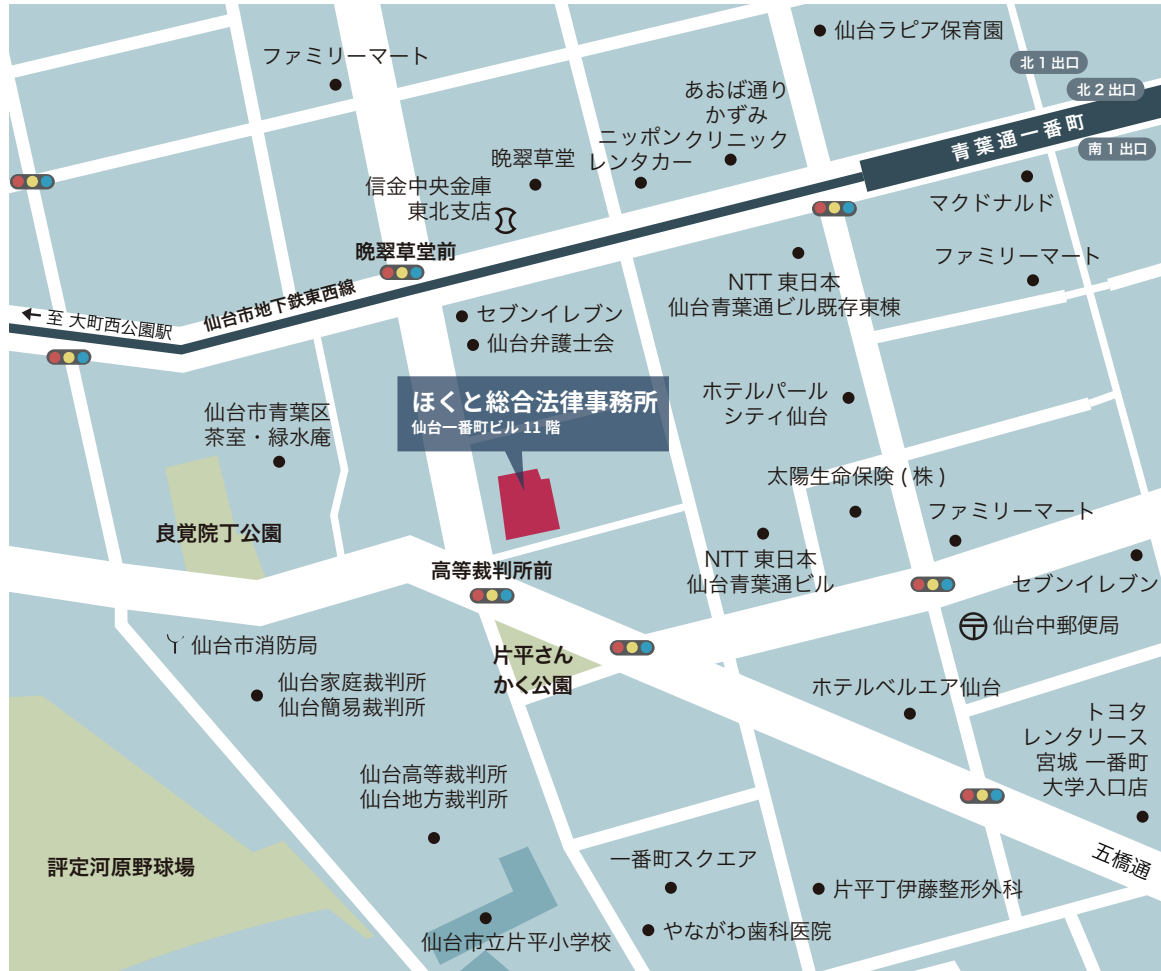 仙台ラピア保育園
ファミリーマート
北1出口
北2出口
あおば通り
かずみ
クリニック
青葉通一番町
南1出口
ニッポン
レンタカー
晩翠草堂
信金中央金庫
東北支店
マクドナルド
晩翠草堂前
ファミリーマート
NTT 東日本
仙台青葉通ビル既存東棟
仙台市地下鉄東西線
← 至 大町西公園駅
セブンイレブン
仙台弁護士会
ほくと総合法律事務所
仙台一番町ビル 11 階
ホテルパール
シティ仙台
仙台市青葉区
茶室・緑水庵
太陽生命保険 ( 株 )
ファミリーマート
良覚院丁公園
NTT 東日本
仙台青葉通ビル
高等裁判所前
セブンイレブン
仙台中郵便局
仙台市消防局
片平さん
かく公園
仙台家庭裁判所
仙台簡易裁判所
ホテルベルエア仙台
トヨタ
レンタリース
宮城 一番町
大学入口店
仙台高等裁判所
仙台地方裁判所
五橋通
評定河原野球場
一番町スクエア
片平丁伊藤整形外科
やながわ歯科医院
仙台市立片平小学校